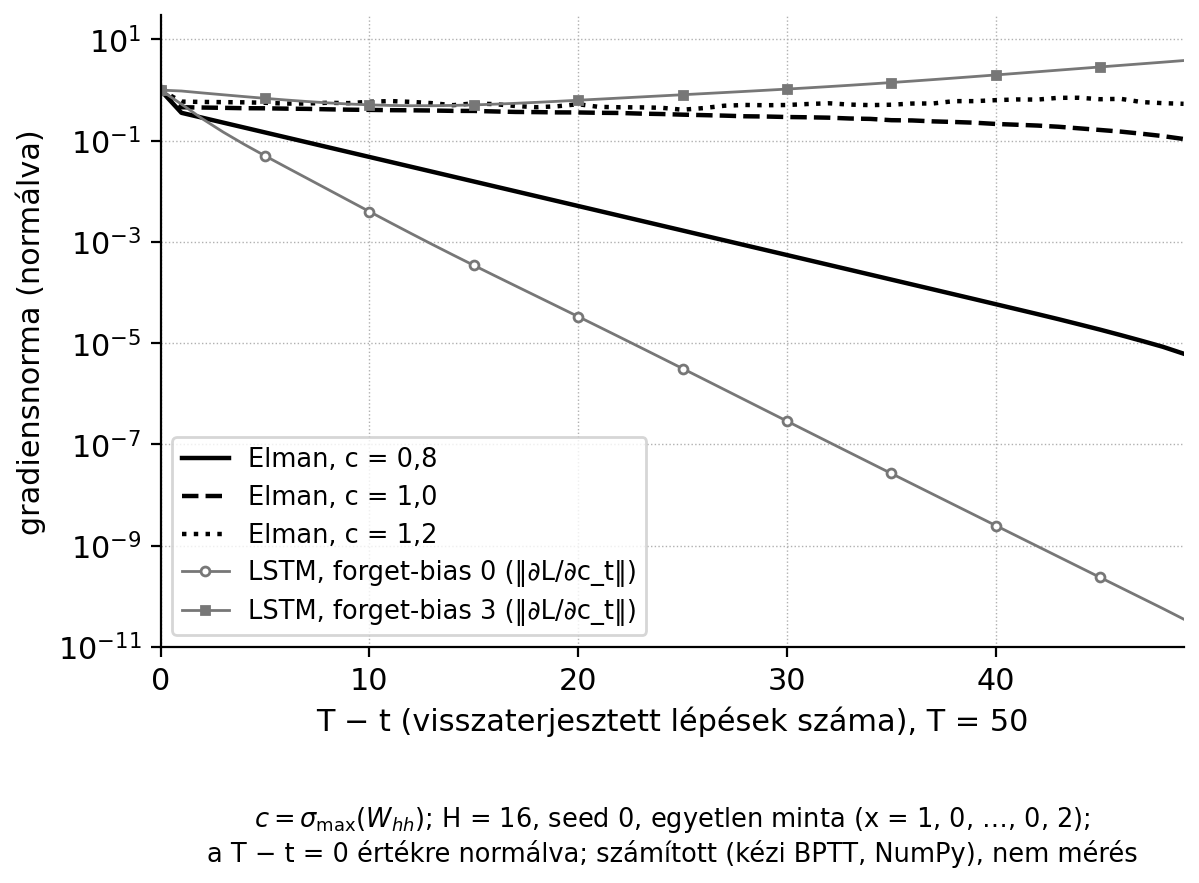 10¹
10⁻¹
10⁻³
10⁻⁵
10⁻⁷
10⁻⁹
10⁻¹¹
gradiensnorma (normálva)
Elman, c = 0,8
Elman, c = 1,0
Elman, c = 1,2
LSTM, forget-bias 0 (‖∂L/∂c_t‖)
LSTM, forget-bias 3 (‖∂L/∂c_t‖)
0 10 20 30 40
T − t (visszaterjesztett lépések száma), T = 50
c = σ_max(W_hh); H = 16, seed 0, egyetlen minta (x = 1, 0, …, 0, 2);
a T − t = 0 értékre normálva; számított (kézi BPTT, NumPy), nem mérés